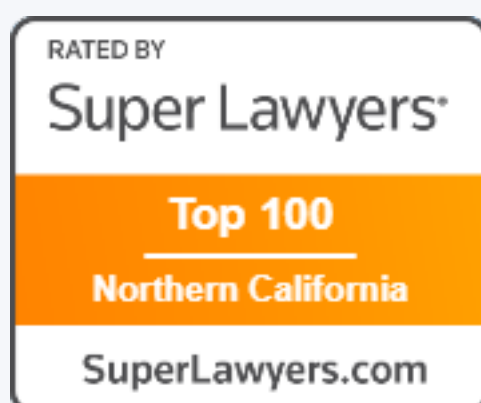 RATED BY
Super Lawyers®
Top 100
Northern California
SuperLawyers.com